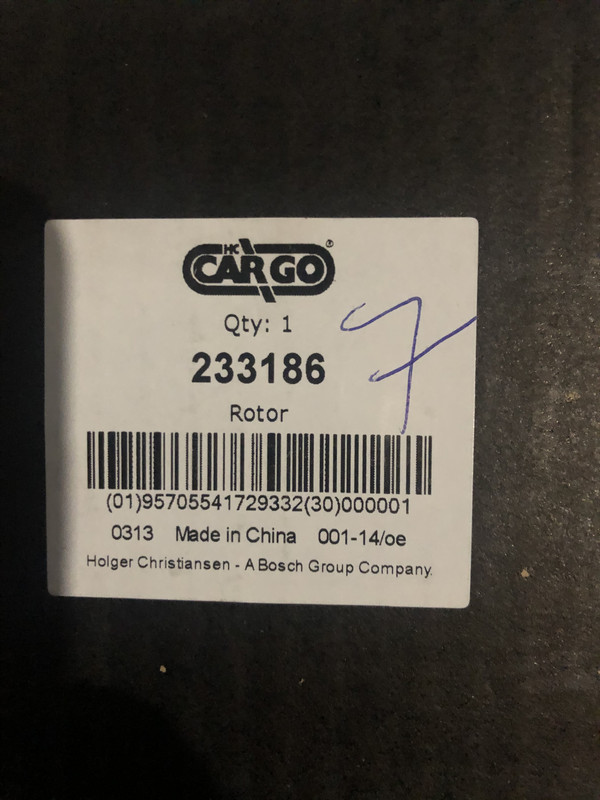 HC CARGO®
Qty: 1
7
233186
Rotor
(01)95705541729332(30)000001
0313 Made in China 001-14/oe
Holger Christiansen - A Bosch Group Company.